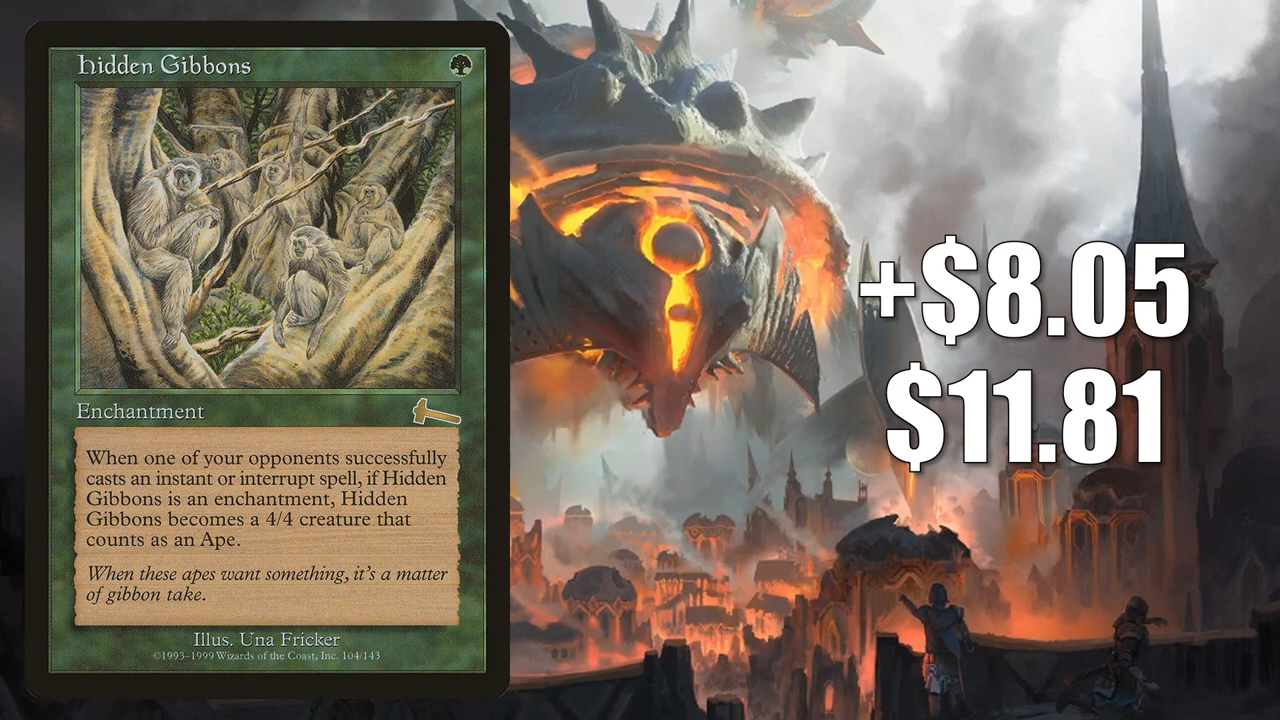 Hidden Gibbons
Enchantment
When one of your opponents successfully
casts an instant or interrupt spell, if Hidden
Gibbons is an enchantment, Hidden
Gibbons becomes a 4/4 creature that
counts as an Ape.
When these apes want something, it's a matter
of gibbon take.
Illus. Una Fricker
©1993–1999 Wizards of the Coast, Inc. 104/143
+$8.05
$11.81